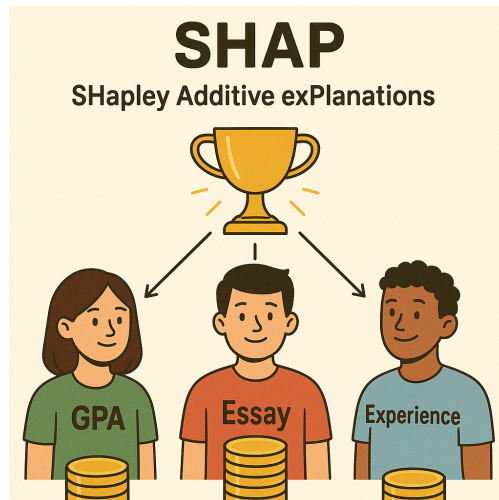 SHAP
SHapley Additive exPlanations
GPA
Essay
Experience